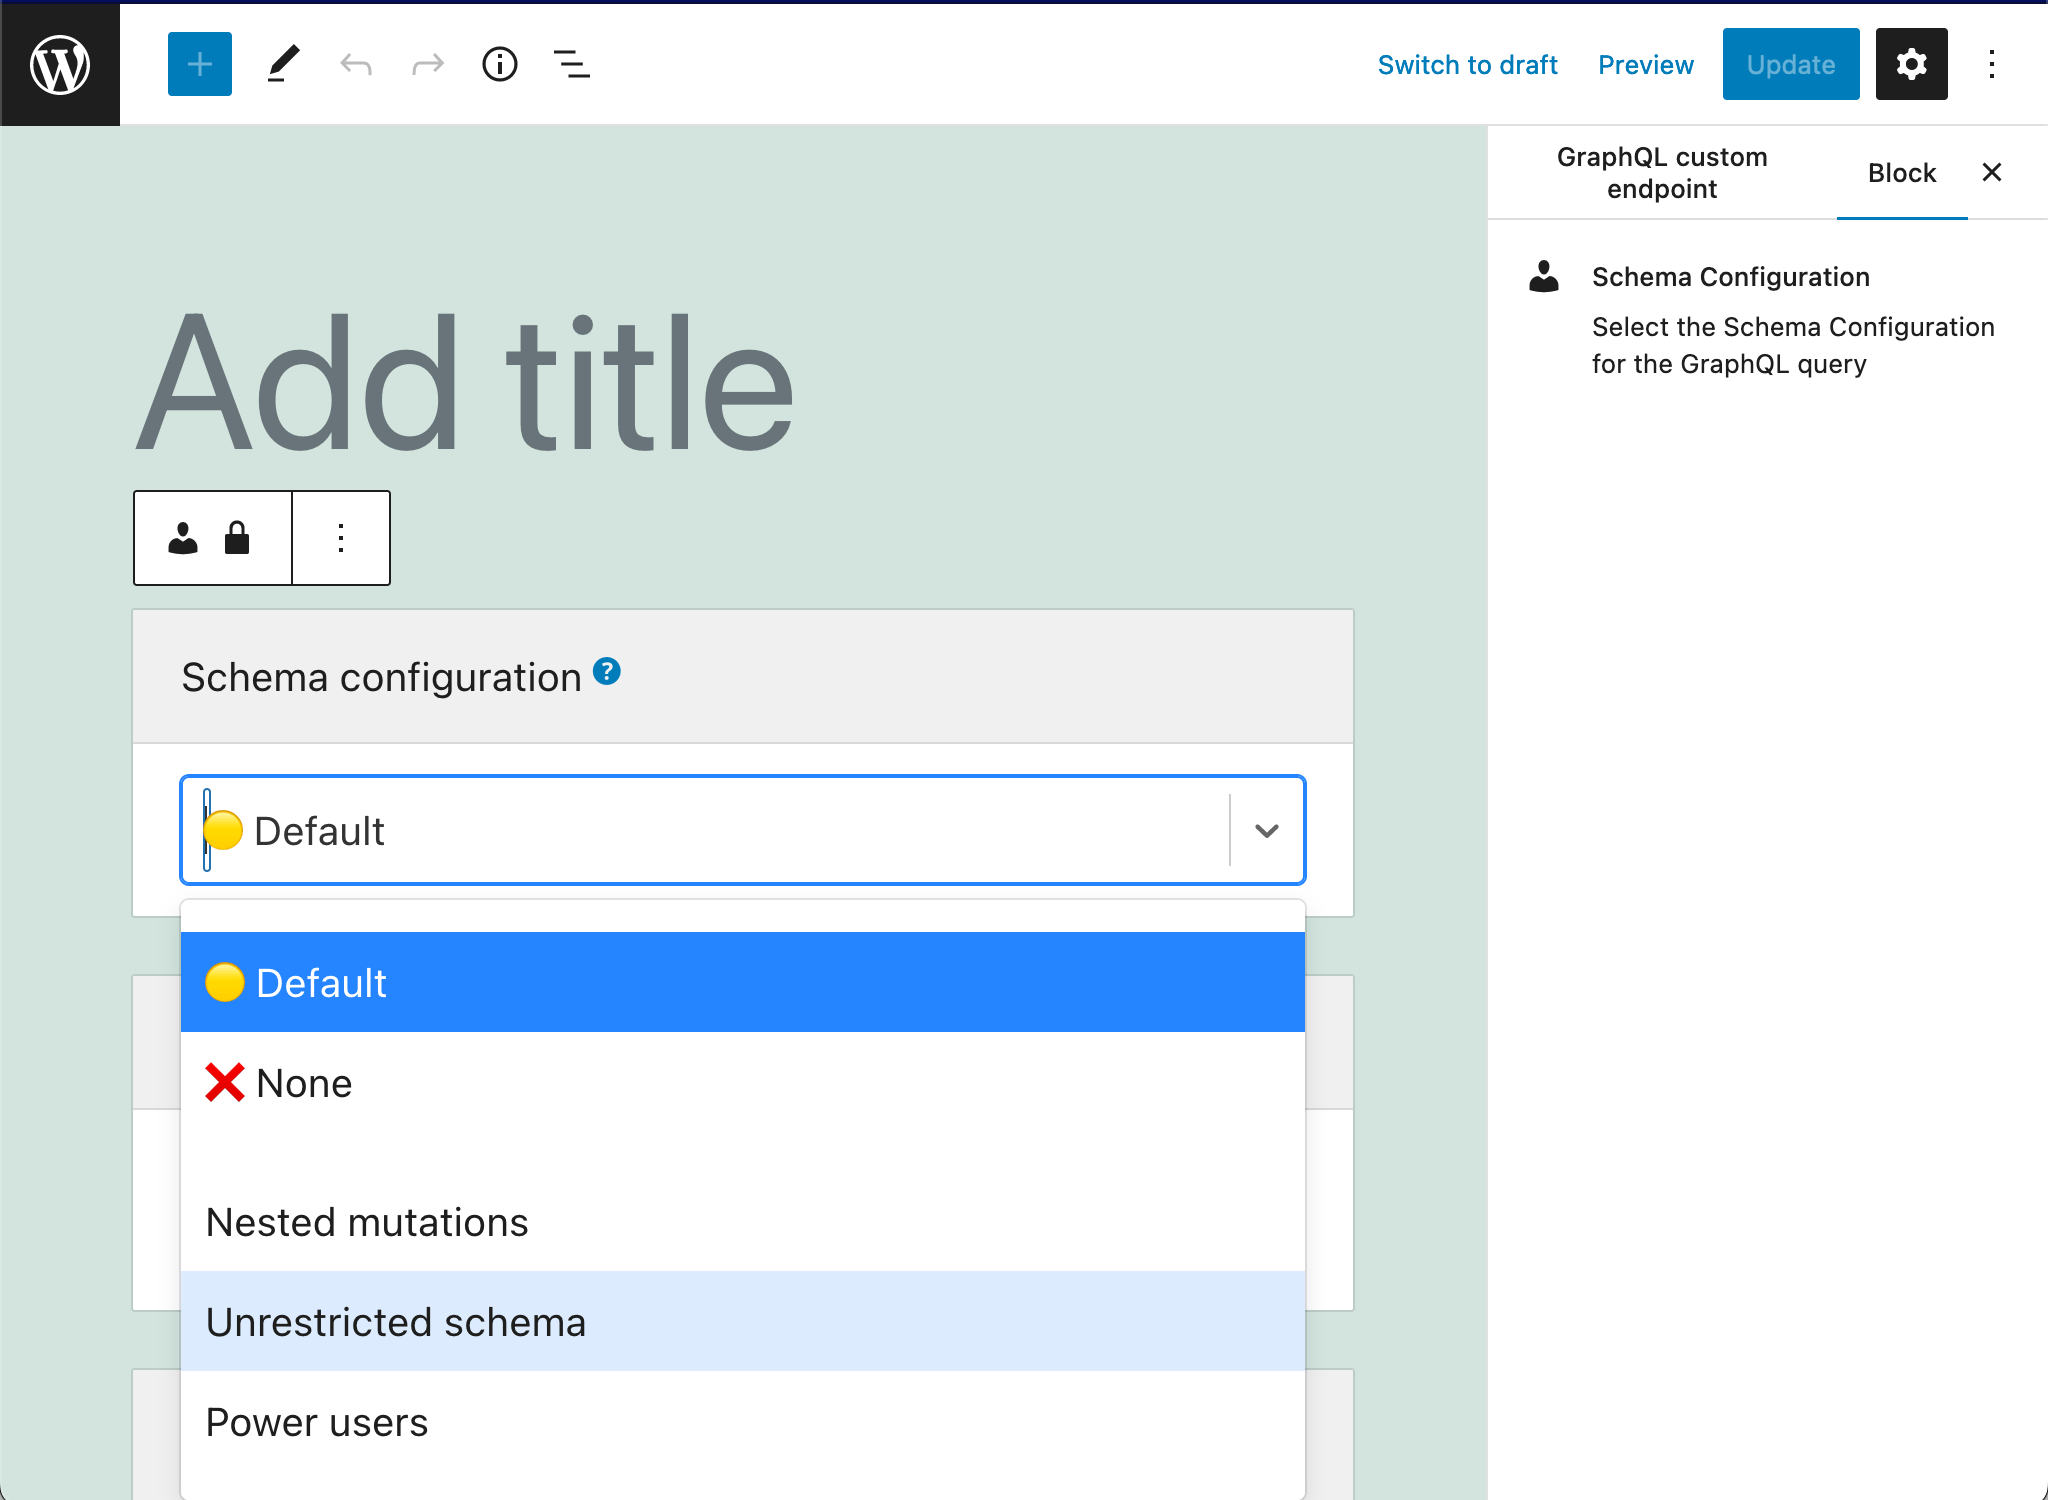 Switch to draft
Preview
Update
GraphQL custom
endpoint
Block
Schema Configuration
Select the Schema Configuration
for the GraphQL query
Add title
Schema configuration
Default
Default
None
Nested mutations
Unrestricted schema
Power users